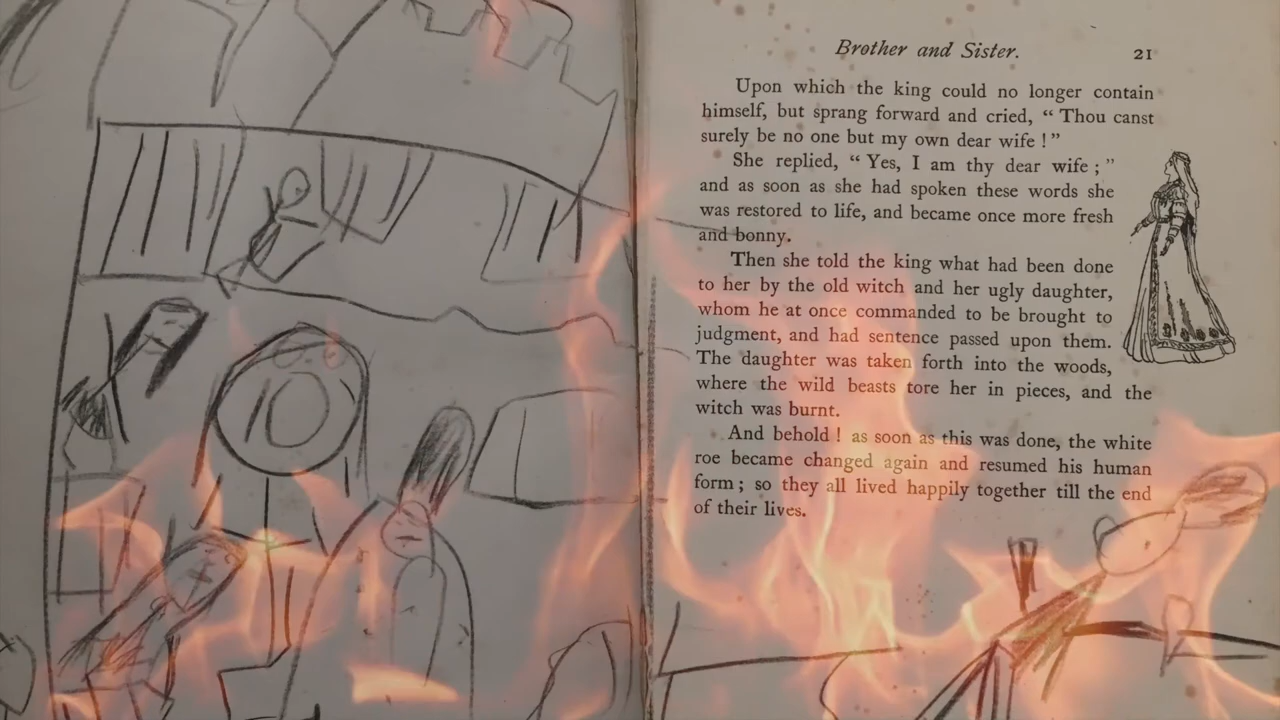 Brother and Sister. 21
Upon which the king could no longer contain
himself, but sprang forward and cried, “ Thou canst
surely be no one but my own dear wife ! ”
She replied, “ Yes, I am thy dear wife ; ”
and as soon as she had spoken these words she
was restored to life, and became once more fresh
and bonny.
Then she told the king what had been done
to her by the old witch and her ugly daughter,
whom he at once commanded to be brought to
judgment, and had sentence passed upon them.
The daughter was taken forth into the woods,
where the wild beasts tore her in pieces, and the
witch was burnt.
And behold ! as soon as this was done, the white
roe became changed again and resumed his human
form ; so they all lived happily together till the end
of their lives.